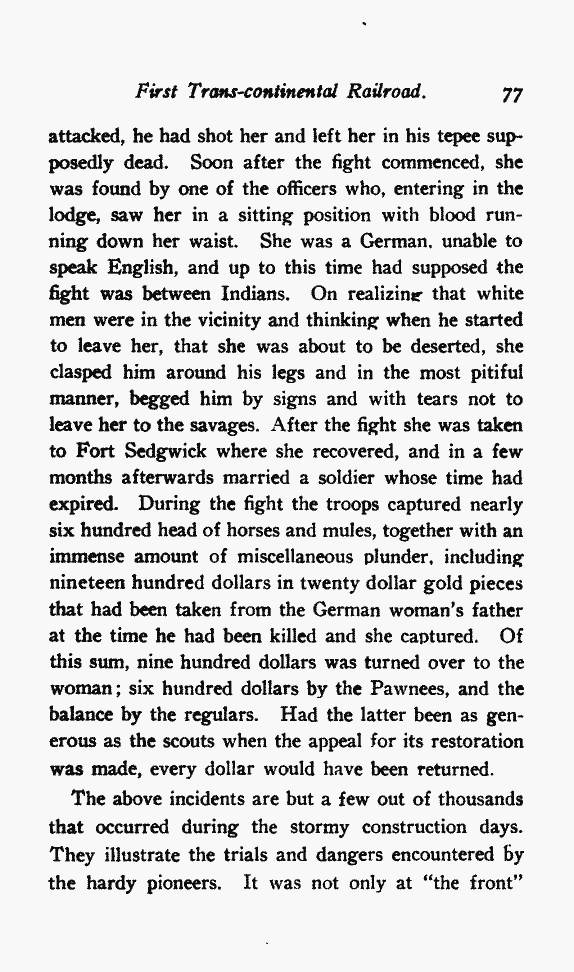 First Trans-continental Railroad. 77
attacked, he had shot her and left her in his tepee sup-
posedly dead. Soon after the fight commenced, she
was found by one of the officers who, entering in the
lodge, saw her in a sitting position with blood run-
ning down her waist. She was a German, unable to
speak English, and up to this time had supposed the
fight was between Indians. On realizing that white
men were in the vicinity and thinking when he started
to leave her, that she was about to be deserted, she
clasped him around his legs and in the most pitiful
manner, begged him by signs and with tears not to
leave her to the savages. After the fight she was taken
to Fort Sedgwick where she recovered, and in a few
months afterwards married a soldier whose time had
expired. During the fight the troops captured nearly
six hundred head of horses and mules, together with an
immense amount of miscellaneous plunder, including
nineteen hundred dollars in twenty dollar gold pieces
that had been taken from the German woman's father
at the time he had been killed and she captured. Of
this sum, nine hundred dollars was turned over to the
woman; six hundred dollars by the Pawnees, and the
balance by the regulars. Had the latter been as gen-
erous as the scouts when the appeal for its restoration
was made, every dollar would have been returned.
The above incidents are but a few out of thousands
that occurred during the stormy construction days.
They illustrate the trials and dangers encountered by
the hardy pioneers. It was not only at "the front"